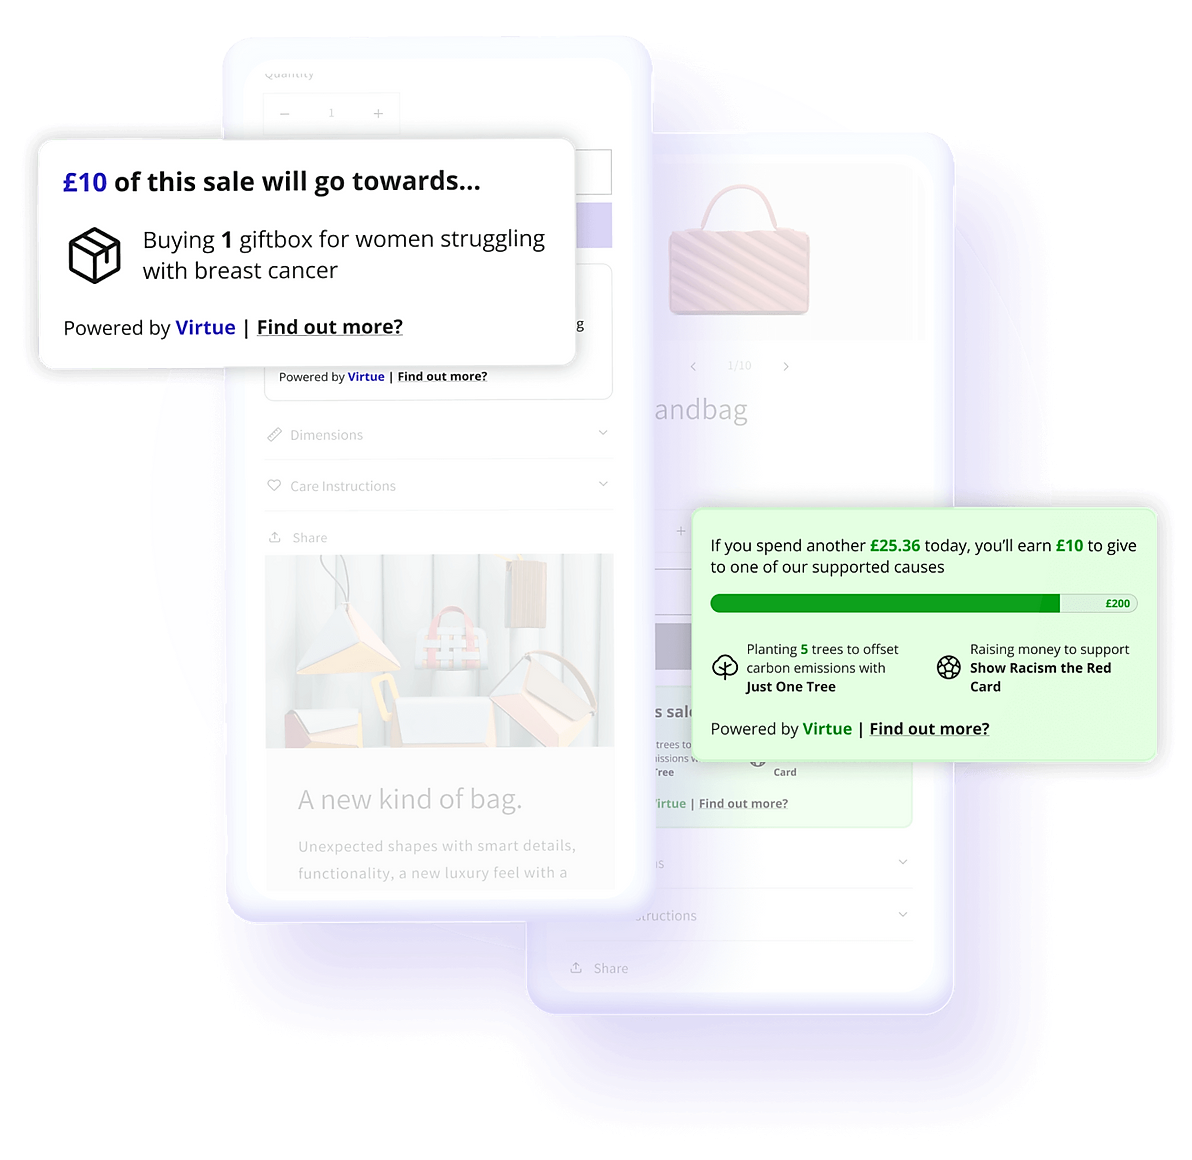 Quantity
− 1 +
£10 of this sale will go towards...
Buying 1 giftbox for women struggling
with breast cancer
Powered by Virtue | Find out more?
g
Powered by Virtue | Find out more?
Dimensions
Care Instructions
Share
A new kind of bag.
Unexpected shapes with smart details,
functionality, a new luxury feel with a
1/10
andbag
+
If you spend another £25.36 today, you'll earn £10 to give
to one of our supported causes
£200
Planting 5 trees to offset
carbon emissions with
Just One Tree
Raising money to support
Show Racism the Red
Card
Powered by Virtue | Find out more?
s sal
trees to
issions
Tree
Card
Virtue | Find out more?
ns
structions
Share